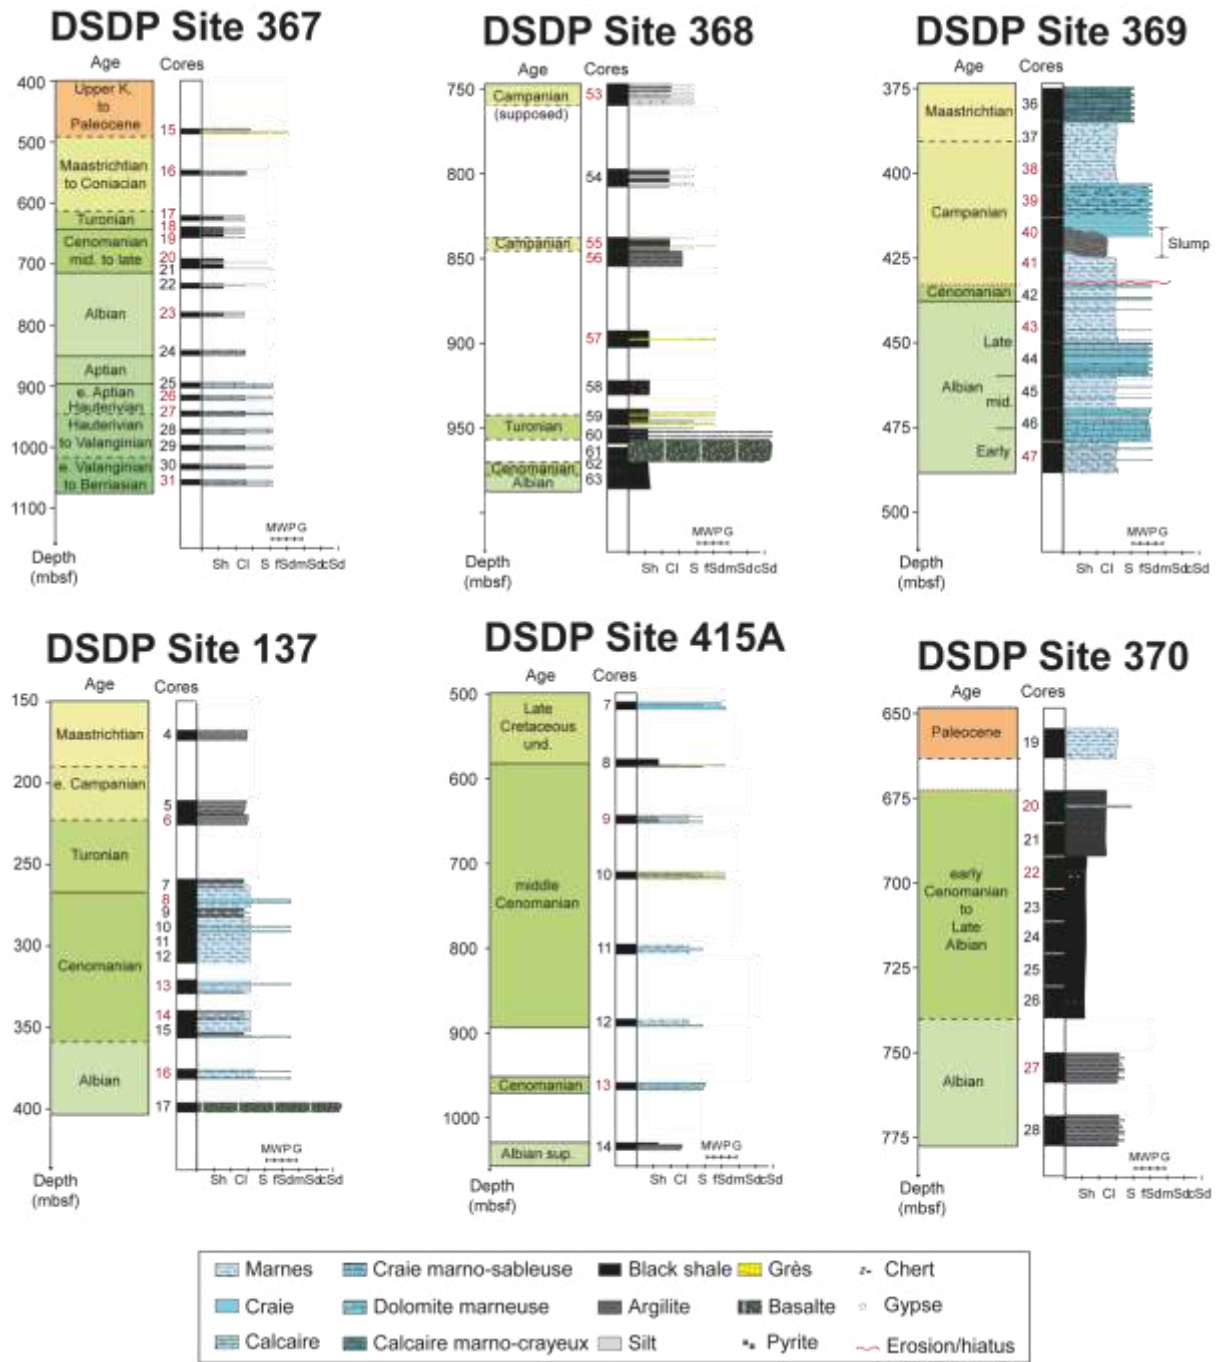 DSDP Site 367
Age Cores
400
Upper K.
to
Paleocene
15
500
Maastrichtian
to Coniacian
16
600
17
Turonian
18
19
Cenomanian
mid. to late
20
700
21
22
Albian
23
800
24
Aptian
25
900
e. Aptian
26
Hauterivian
27
Hauterivian
to Valanginian
28
29
1000
e. Valanginian
to Berriasian
30
31
1100
MWPG
Sh Cl S fSdmSdcSd
Depth
(mbsf)
DSDP Site 368
Age Cores
750
Campanian
(supposed)
53
800
54
Campanian
55
850
56
900
57
58
59
950
Turonian
60
61
62
Cenomanian
Albian
63
MWPG
Sh Cl S fSdmSdcSd
Depth
(mbsf)
DSDP Site 369
Age Cores
375
36
Maastrichtian
37
400
38
39
Campanian
40
Slump
425
41
Cenomanian
42
43
450
Late
44
Albian
mid.
45
475
46
Early
47
500
MWPG
Sh Cl S fSdmSdcSd
Depth
(mbsf)
DSDP Site 137
Age Cores
150
Maastrichtian
4
200
e. Campanian
5
6
Turonian
250
7
8
9
10
300
11
12
Cenomanian
13
14
350
15
Albian
16
400
17
MWPG
Sh Cl S fSdmSdcSd
Depth
(mbsf)
DSDP Site 415A
Age Cores
500
Late
Cretaceous
und.
7
8
600
9
700
10
middle
Cenomanian
800
11
900
12
Cenomanian
13
1000
Albian sup.
14
MWPG
Sh Cl S fSdmSdcSd
Depth
(mbsf)
DSDP Site 370
Age Cores
650
Paleocene
19
675
20
21
early
Cenomanian
to
Late
Albian
22
700
23
24
725
25
26
750
27
Albian
28
775
MWPG
Sh Cl S fSdmSdcSd
Depth
(mbsf)
Marnes Craie marno-sableuse Black shale Grès Chert
Craie Dolomite marneuse Argilite Basalte Gypse
Calcaire Calcaire marno-crayeux Silt Pyrite Erosion/hiatus